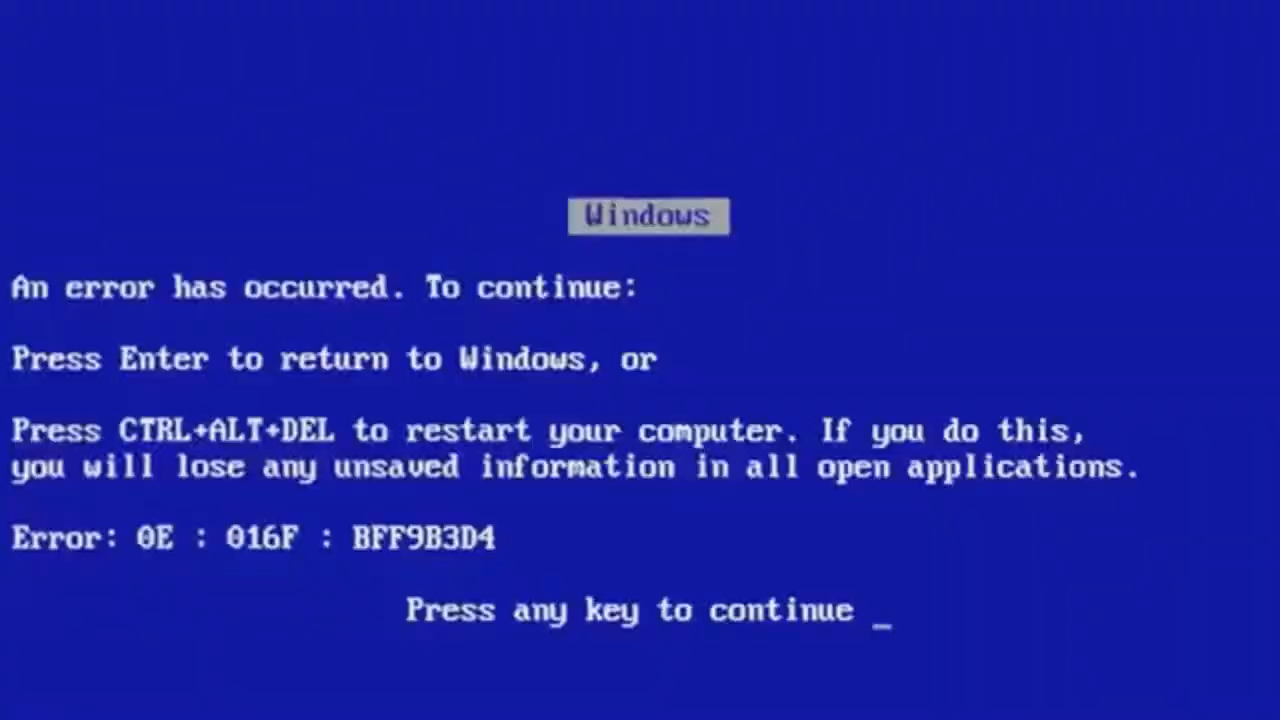 Windows
An error has occurred. To continue:
Press Enter to return to Windows, or
Press CTRL+ALT+DEL to restart your computer. If you do this,
you will lose any unsaved information in all open applications.
Error: 0E : 016F : BFF9B3D4
Press any key to continue _